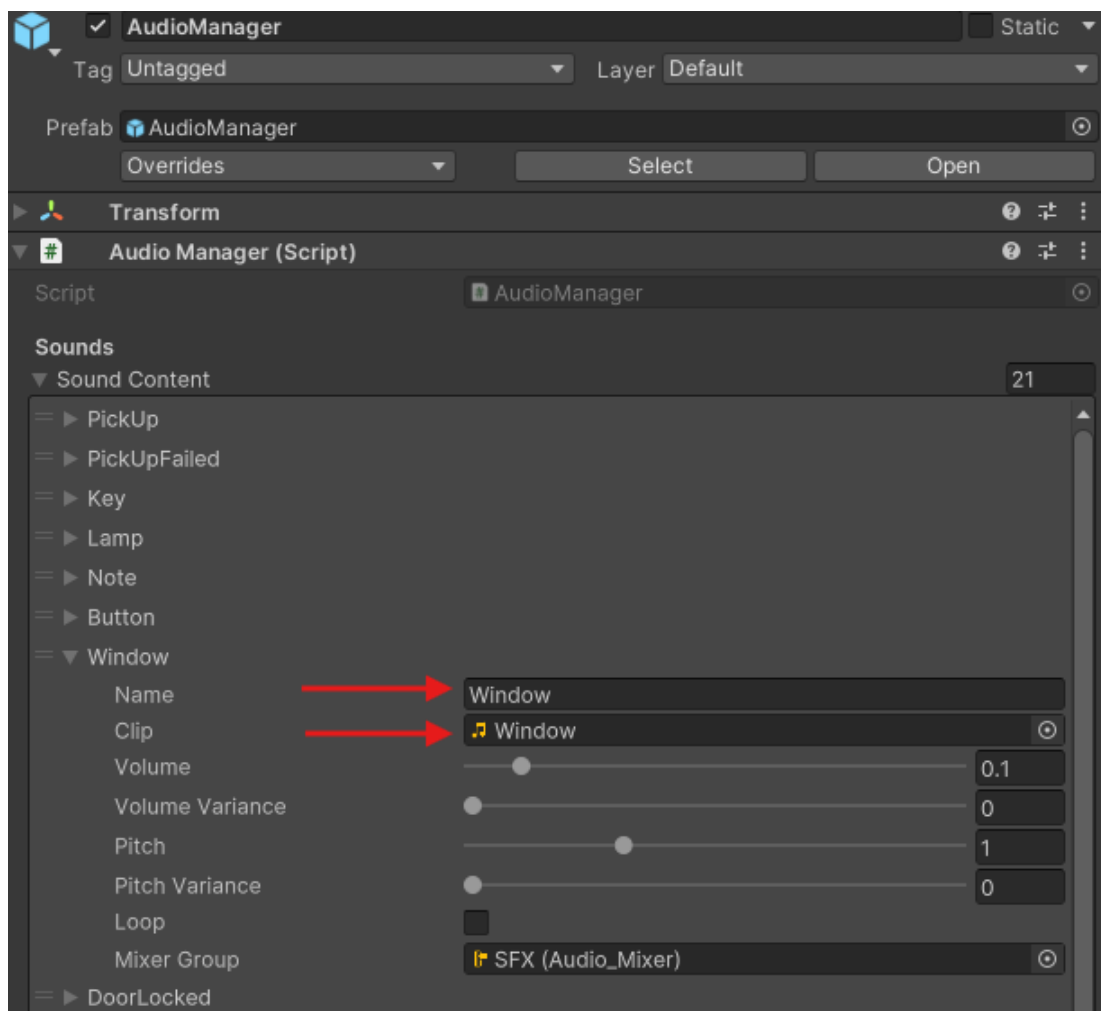 AudioManager Static
Tag Untagged Layer Default
Prefab AudioManager
Overrides Select Open
Transform
Audio Manager (Script)
Script AudioManager
Sounds
Sound Content 21
PickUp
PickUpFailed
Key
Lamp
Note
Button
Window
Name Window
Clip Window
Volume 0.1
Volume Variance 0
Pitch 1
Pitch Variance 0
Loop
Mixer Group SFX (Audio_Mixer)
DoorLocked